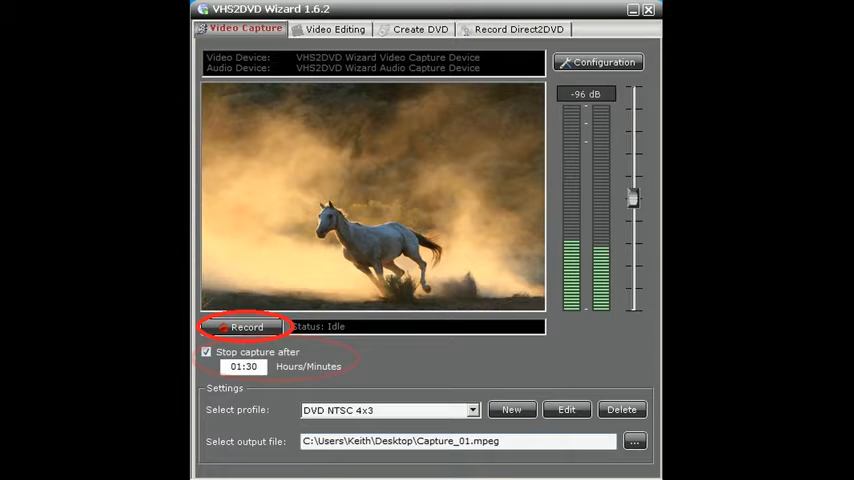 VHS2DVD Wizard 1.6.2
Video Capture
Video Editing
Create DVD
Record Direct2DVD
Video Device: VHS2DVD Wizard Video Capture Device
Audio Device: VHS2DVD Wizard Audio Capture Device
Configuration
-96 dB
Record
Status: Idle
Stop capture after
01:30 Hours/Minutes
Settings
Select profile: DVD NTSC 4x3 New Edit Delete
Select output file: C:\Users\Keith\Desktop\Capture_01.mpeg ...